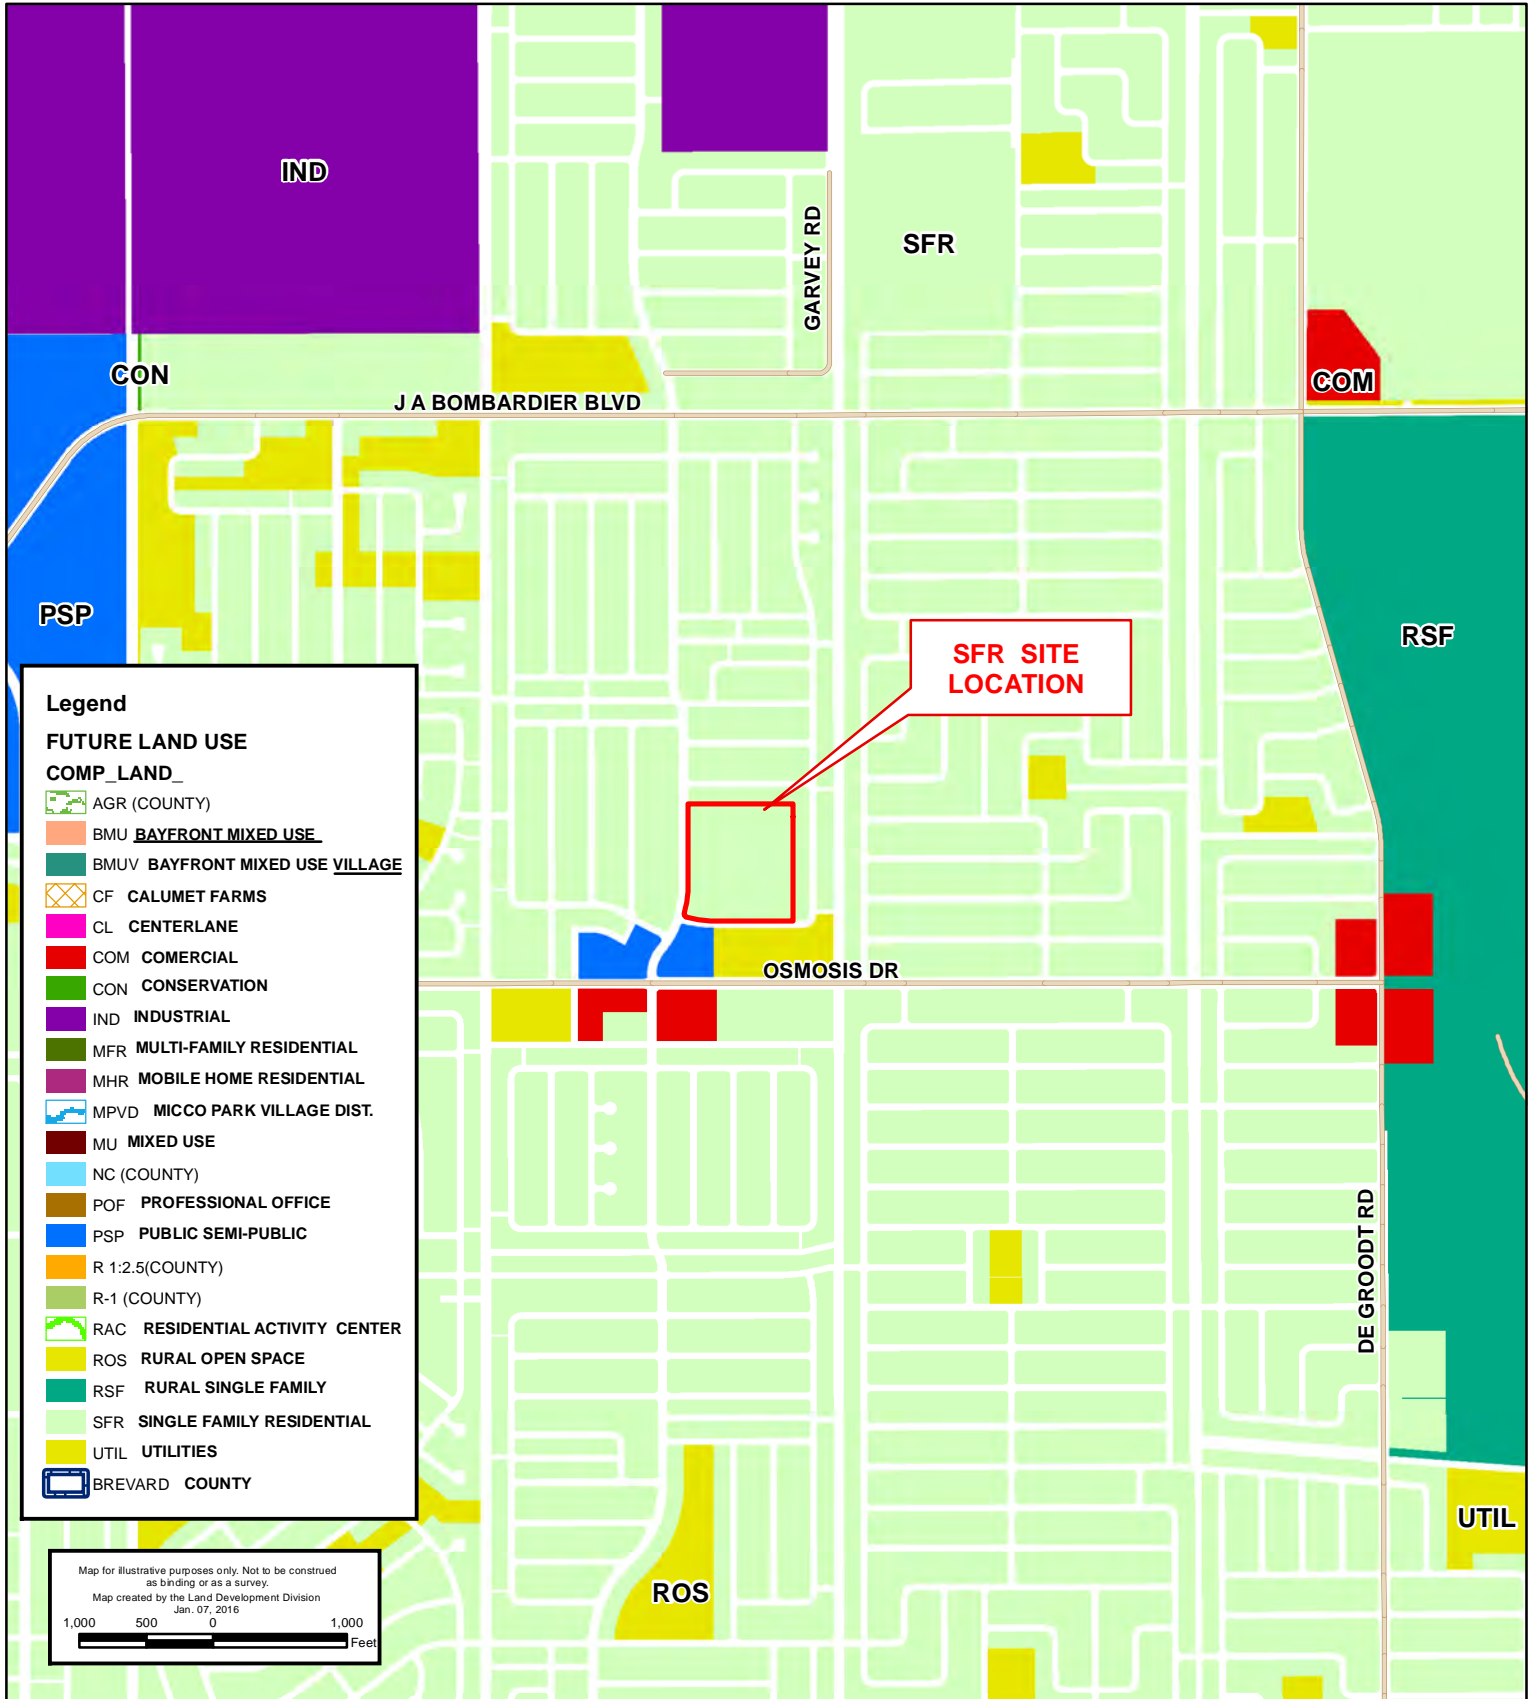 IND
GARVEY RD
SFR
CON
COM
J A BOMBARDIER BLVD
PSP
RSF
SFR SITE
LOCATION
OSMOSIS DR
DE GROODT RD
UTIL
ROS
Legend
FUTURE LAND USE
COMP_LAND_
AGR (COUNTY)
BMU BAYFRONT MIXED USE
BMUV BAYFRONT MIXED USE VILLAGE
CF CALUMET FARMS
CL CENTERLANE
COM COMERCIAL
CON CONSERVATION
IND INDUSTRIAL
MFR MULTI-FAMILY RESIDENTIAL
MHR MOBILE HOME RESIDENTIAL
MPVD MICCO PARK VILLAGE DIST.
MU MIXED USE
NC (COUNTY)
POF PROFESSIONAL OFFICE
PSP PUBLIC SEMI-PUBLIC
R 1:2.5(COUNTY)
R-1 (COUNTY)
RAC RESIDENTIAL ACTIVITY CENTER
ROS RURAL OPEN SPACE
RSF RURAL SINGLE FAMILY
SFR SINGLE FAMILY RESIDENTIAL
UTIL UTILITIES
BREVARD COUNTY
Map for illustrative purposes only. Not to be construed
as binding or as a survey.
Map created by the Land Development Division
Jan. 07, 2016
1,000 500 0 1,000
Feet